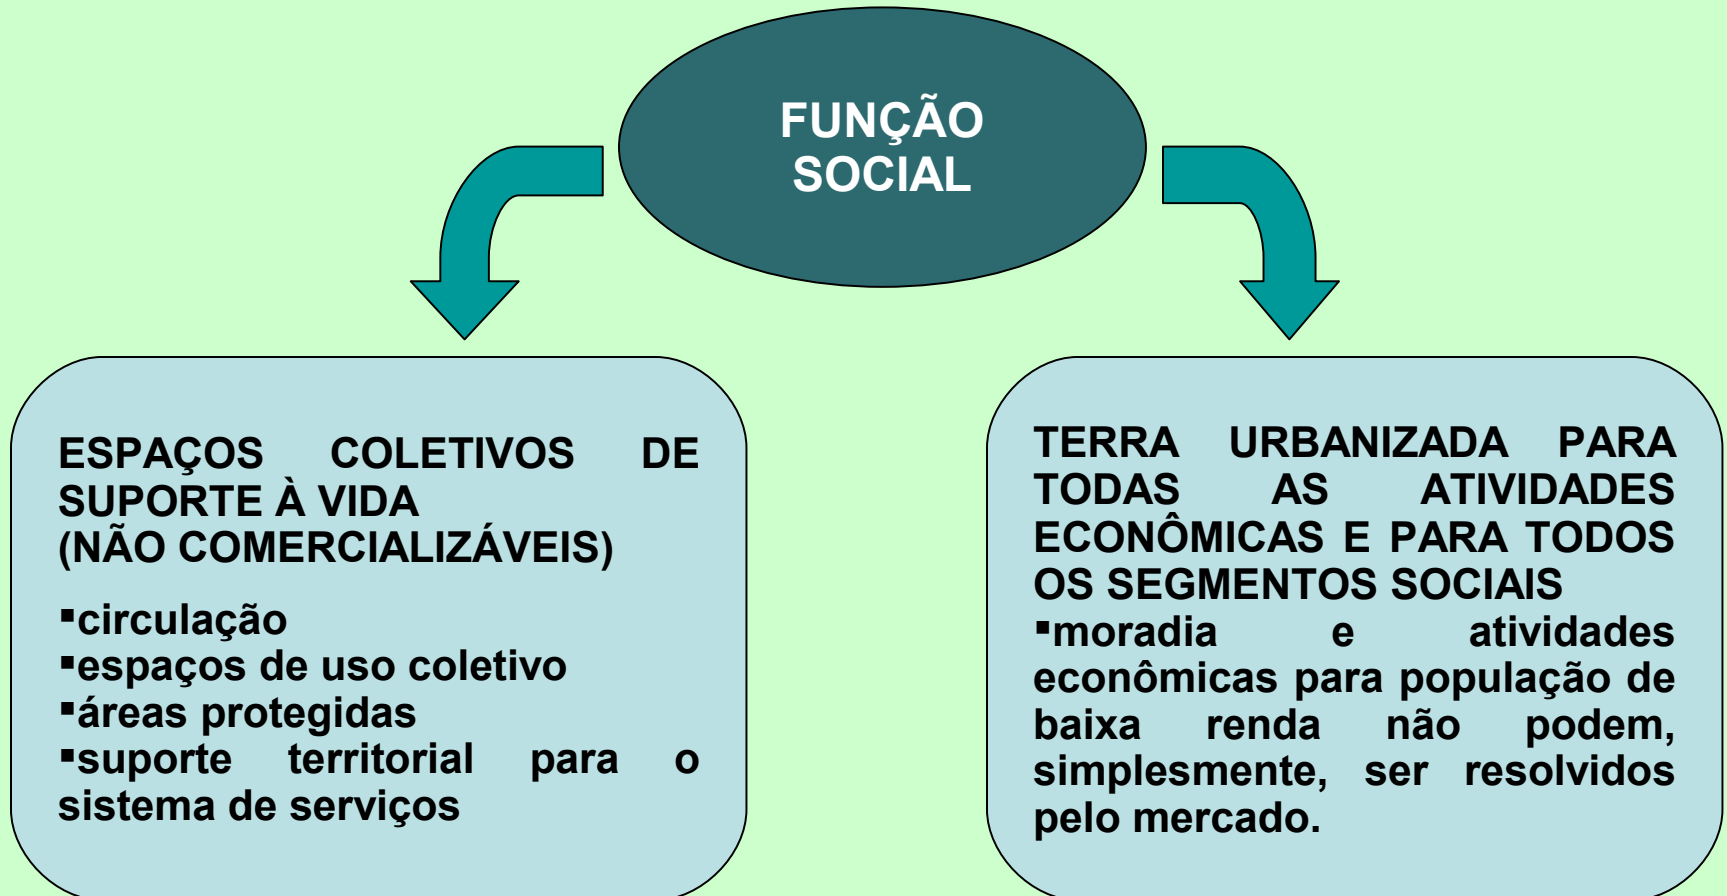 FUNÇÃO
SOCIAL
ESPAÇOS COLETIVOS DE
SUPORTE À VIDA
(NÃO COMERCIALIZÁVEIS)
▪circulação
▪espaços de uso coletivo
▪áreas protegidas
▪suporte territorial para o
sistema de serviços
TERRA URBANIZADA PARA
TODAS AS ATIVIDADES
ECONÔMICAS E PARA TODOS
OS SEGMENTOS SOCIAIS
▪moradia e atividades
econômicas para população de
baixa renda não podem,
simplesmente, ser resolvidos
pelo mercado.